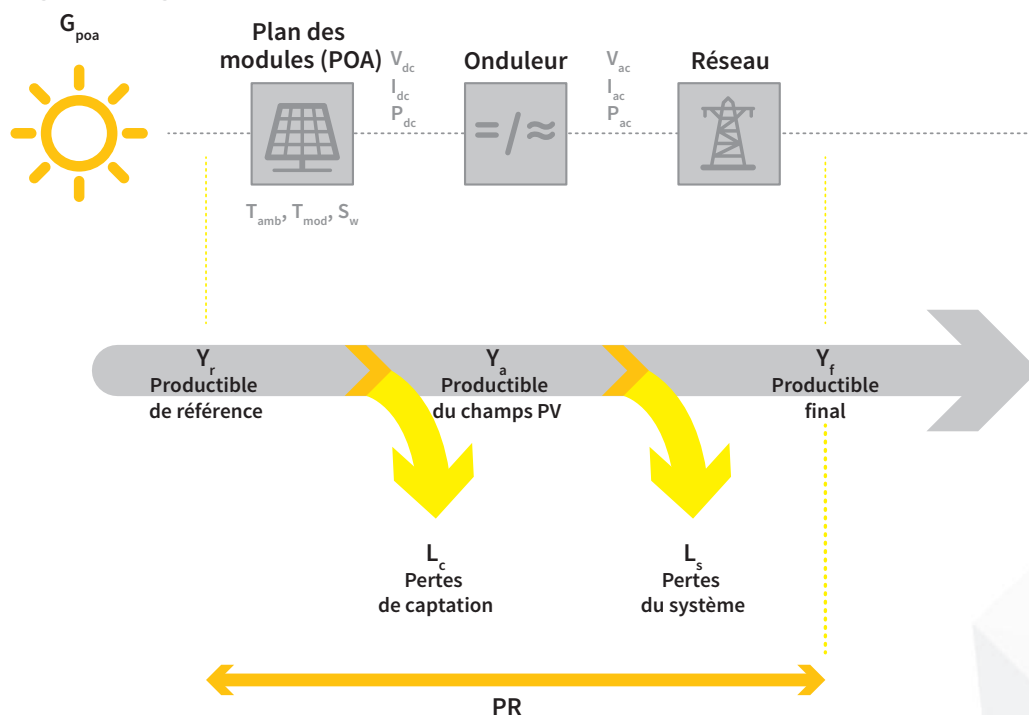 G_poa
Plan des
modules (POA)
V_dc
I_dc
P_dc
Onduleur
V_ac
I_ac
P_ac
Réseau
= / ≈
T_amb, T_mod, S_w
Y_r
Productible
de référence
Y_a
Productible
du champs PV
Y_f
Productible
final
L_c
Pertes
de captation
L_s
Pertes
du système
PR